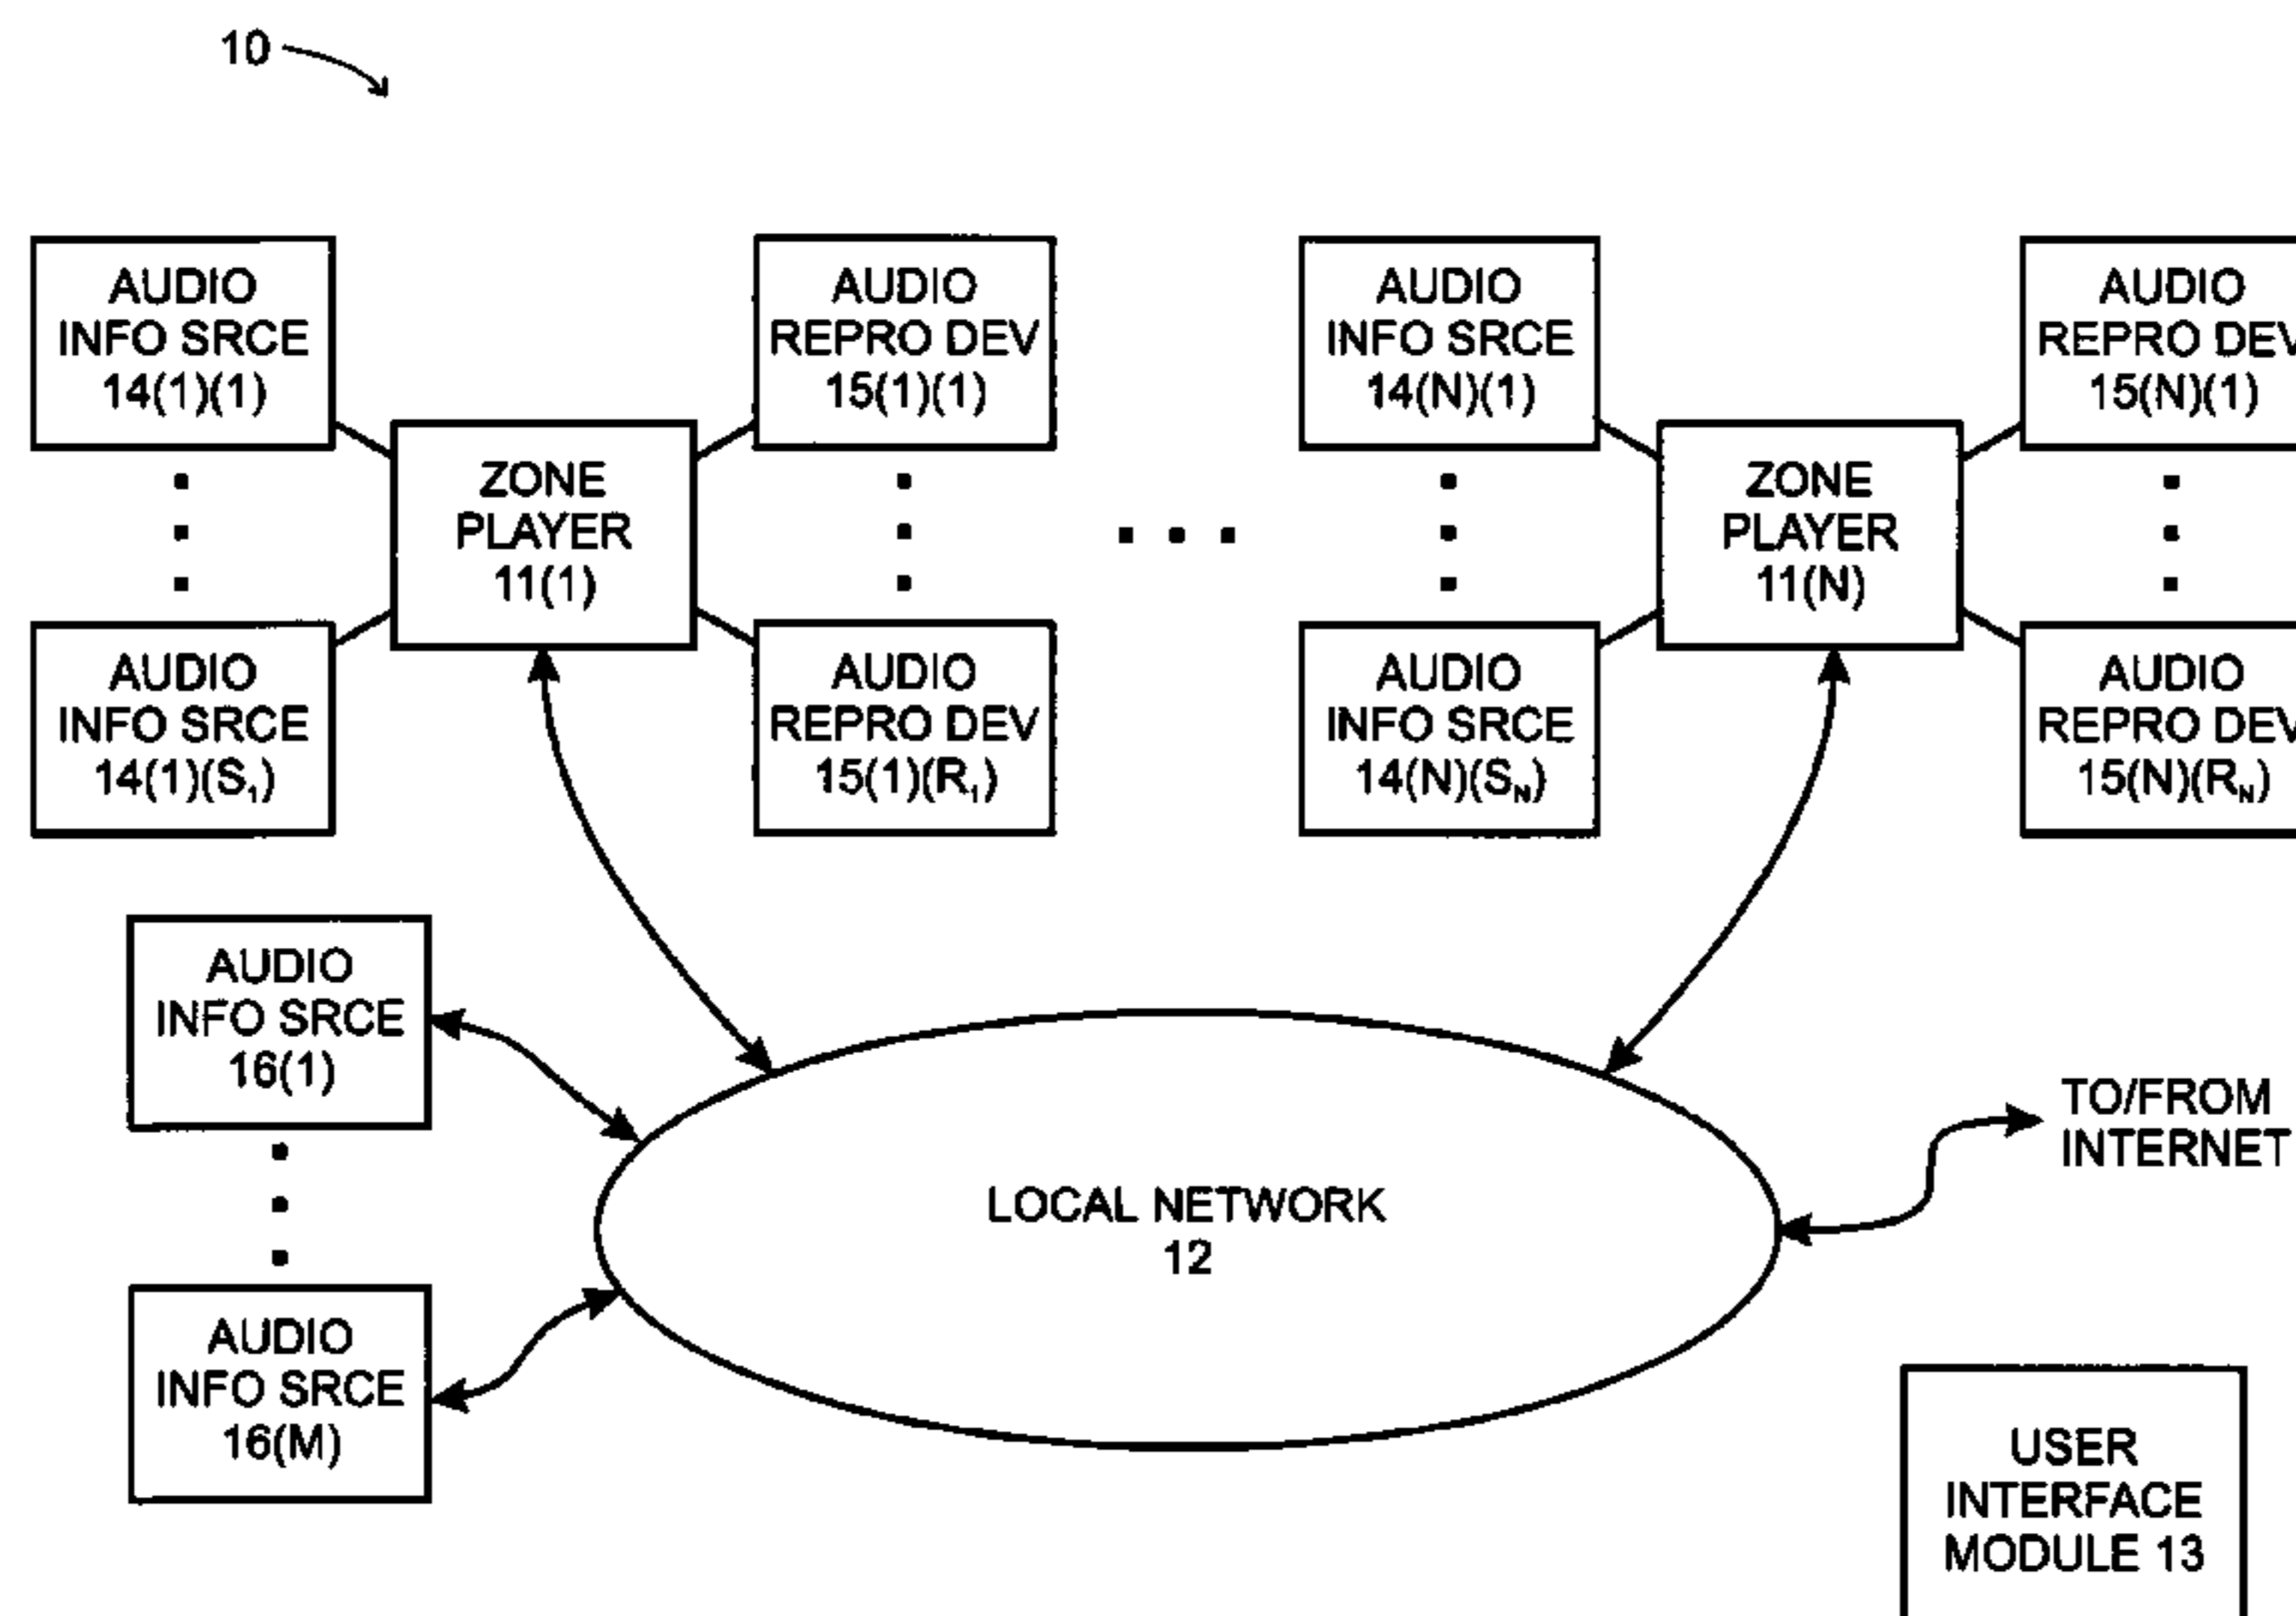 10
AUDIO
INFO SRCE
14(1)(1)
AUDIO
REPRO DEV
15(1)(1)
AUDIO
INFO SRCE
14(N)(1)
AUDIO
REPRO DEV
15(N)(1)
ZONE
PLAYER
11(1)
ZONE
PLAYER
11(N)
AUDIO
INFO SRCE
14(1)(S₁)
AUDIO
REPRO DEV
15(1)(R₁)
AUDIO
INFO SRCE
14(N)(S_N)
AUDIO
REPRO DEV
15(N)(R_N)
AUDIO
INFO SRCE
16(1)
TO/FROM
INTERNET
LOCAL NETWORK
12
AUDIO
INFO SRCE
16(M)
USER
INTERFACE
MODULE 13